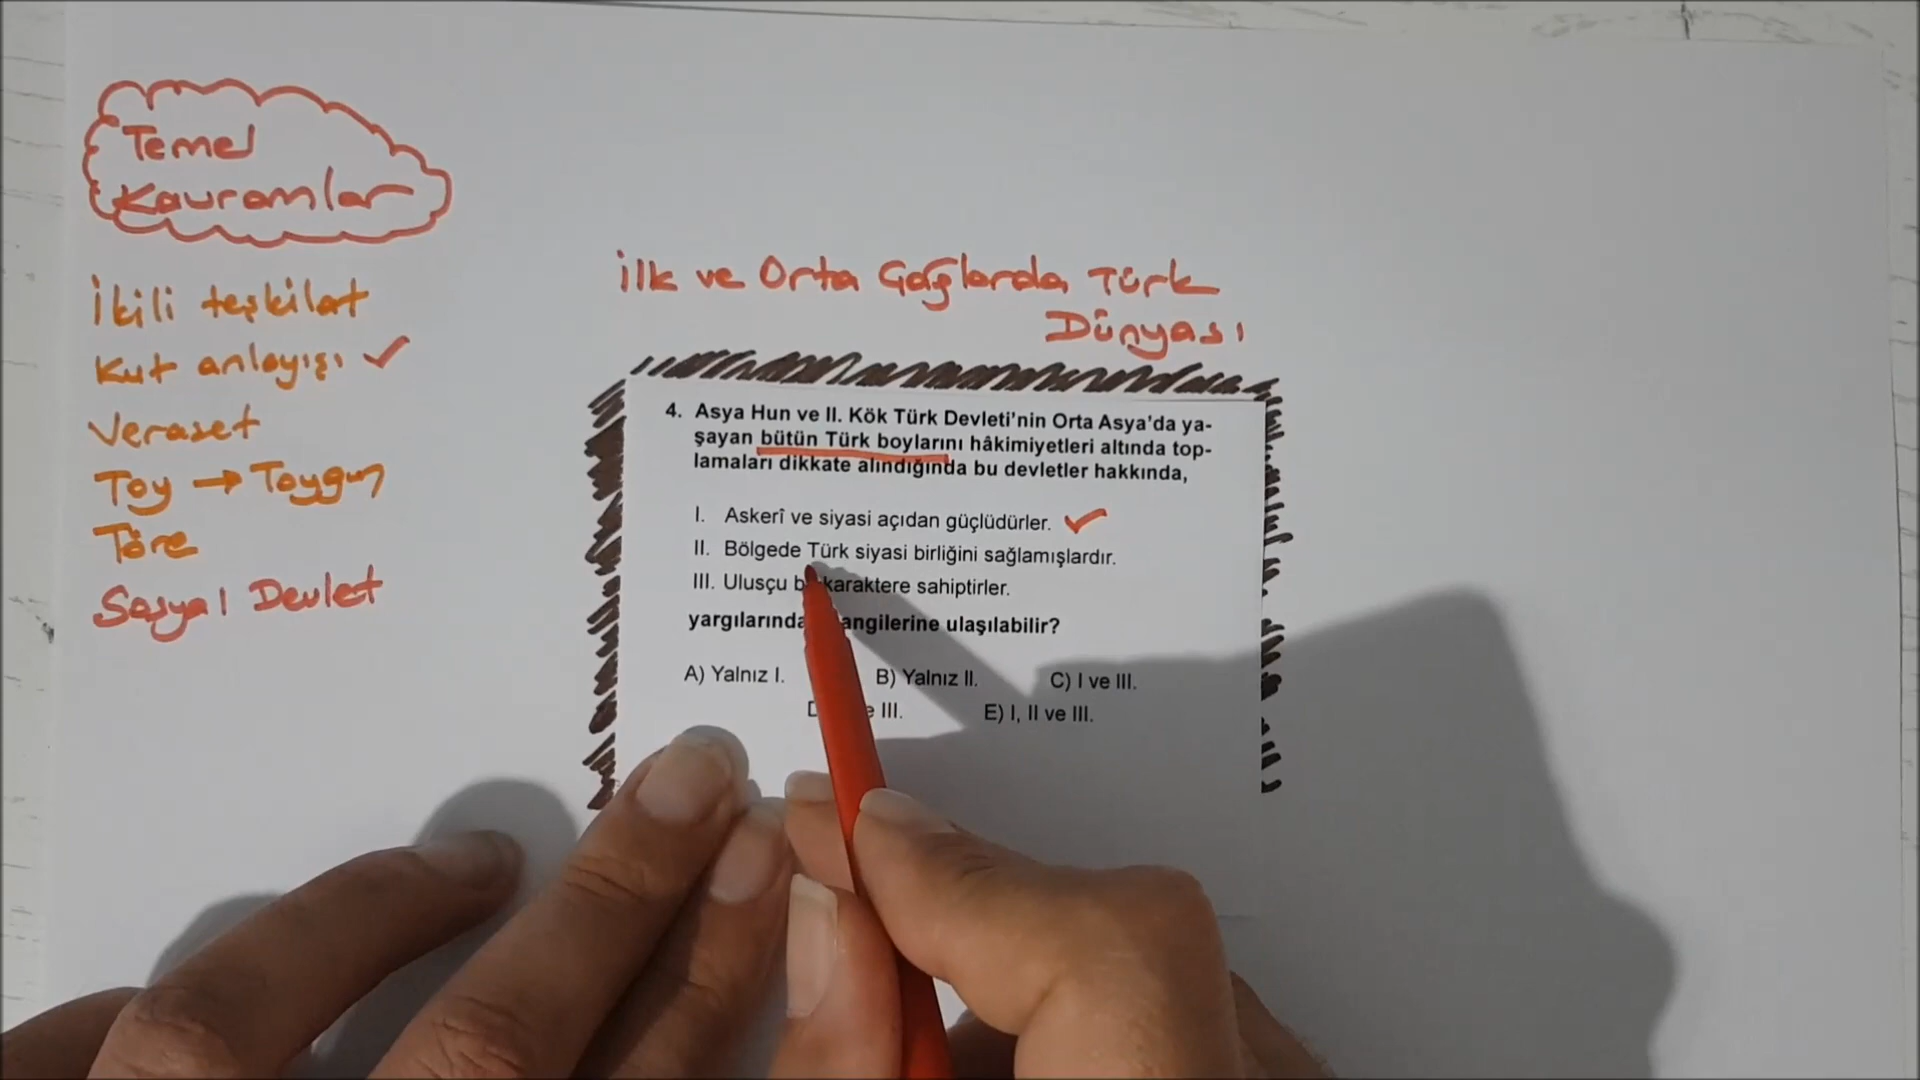 Temel
Kavramlar
İkili teşkilat
Kut anlayışı ✓
Veraset
Toy → Toygun
Töre
Sosyal Devlet
İlk ve Orta Çağlarda Türk
Dünyası
4. Asya Hun ve II. Kök Türk Devleti'nin Orta Asya'da ya-
şayan bütün Türk boylarını hâkimiyetleri altında top-
lamaları dikkate alındığında bu devletler hakkında,
I. Askerî ve siyasi açıdan güçlüdürler. ✓
II. Bölgede Türk siyasi birliğini sağlamışlardır.
III. Ulusçu karaktere sahiptirler.
yargılarında angilerine ulaşılabilir?
A) Yalnız I. B) Yalnız II. C) I ve III.
III. E) I, II ve III.